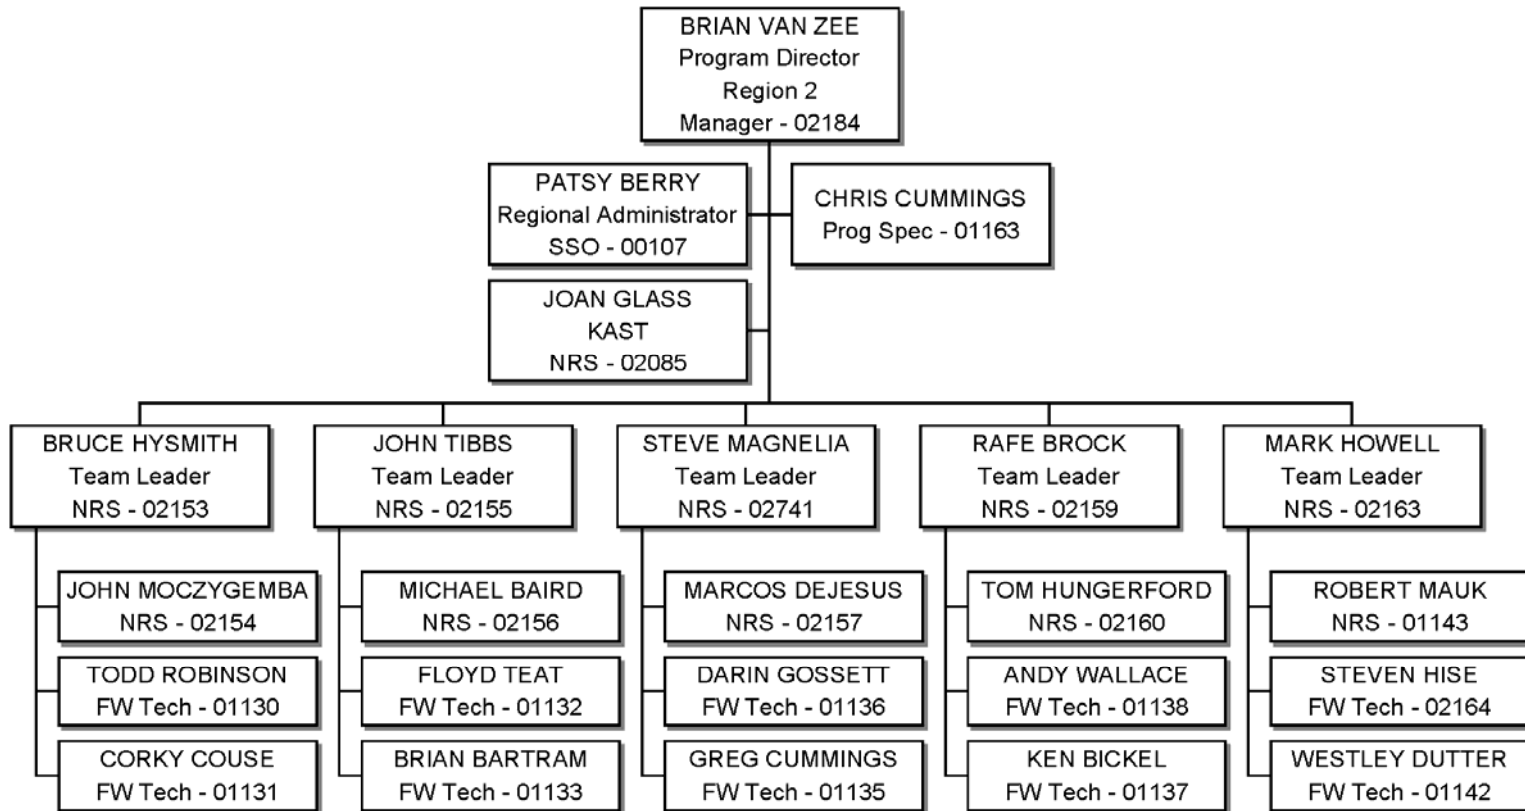 BRIAN VAN ZEE
Program Director
Region 2
Manager - 02184
PATSY BERRY
Regional Administrator
SSO - 00107
CHRIS CUMMINGS
Prog Spec - 01163
JOAN GLASS
KAST
NRS - 02085
BRUCE HYSMITH
Team Leader
NRS - 02153
JOHN MOCZYGEMBA
NRS - 02154
TODD ROBINSON
FW Tech - 01130
CORKY COUSE
FW Tech - 01131
JOHN TIBBS
Team Leader
NRS - 02155
MICHAEL BAIRD
NRS - 02156
FLOYD TEAT
FW Tech - 01132
BRIAN BARTRAM
FW Tech - 01133
STEVE MAGNELIA
Team Leader
NRS - 02741
MARCOS DEJESUS
NRS - 02157
DARIN GOSSETT
FW Tech - 01136
GREG CUMMINGS
FW Tech - 01135
RAFE BROCK
Team Leader
NRS - 02159
TOM HUNGERFORD
NRS - 02160
ANDY WALLACE
FW Tech - 01138
KEN BICKEL
FW Tech - 01137
MARK HOWELL
Team Leader
NRS - 02163
ROBERT MAUK
NRS - 01143
STEVEN HISE
FW Tech - 02164
WESTLEY DUTTER
FW Tech - 01142